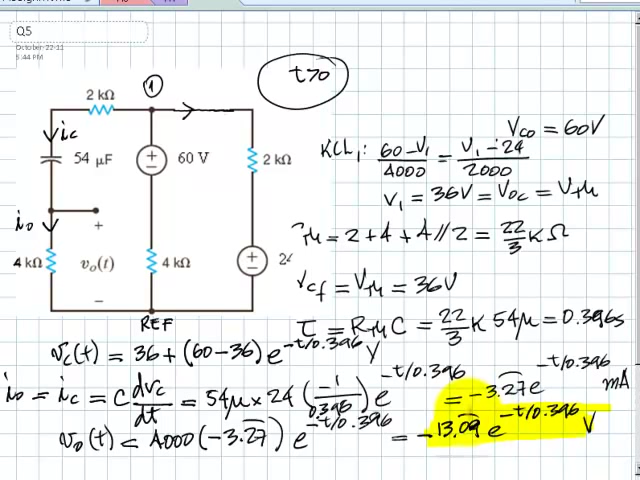 Q5
October-22-11
5:44 PM
t>0
①
2 kΩ
ic
54 μF
60 V
2 kΩ
io
+
4 kΩ
vo(t)
4 kΩ
24
−
REF
VCO = 60V
KCL1: (60−V1)/4000 = (V1−24)/2000
V1 = 36V = VOC = VTH
rTH = 2+4+4//2 = 22/3 KΩ
VCf = VTH = 36V
τ = RTH C = 22/3 K 54μ = 0.396s
vc(t) = 36 + (60−36) e^−t/0.396 V
io = ic = C dvc/dt = 54μ × 24 (−1/0.396) e^−t/0.396 = −3.27 e^−t/0.396 mA
vo(t) = 4000 (−3.27) e^−t/0.396 = −13.09 e^−t/0.396 V